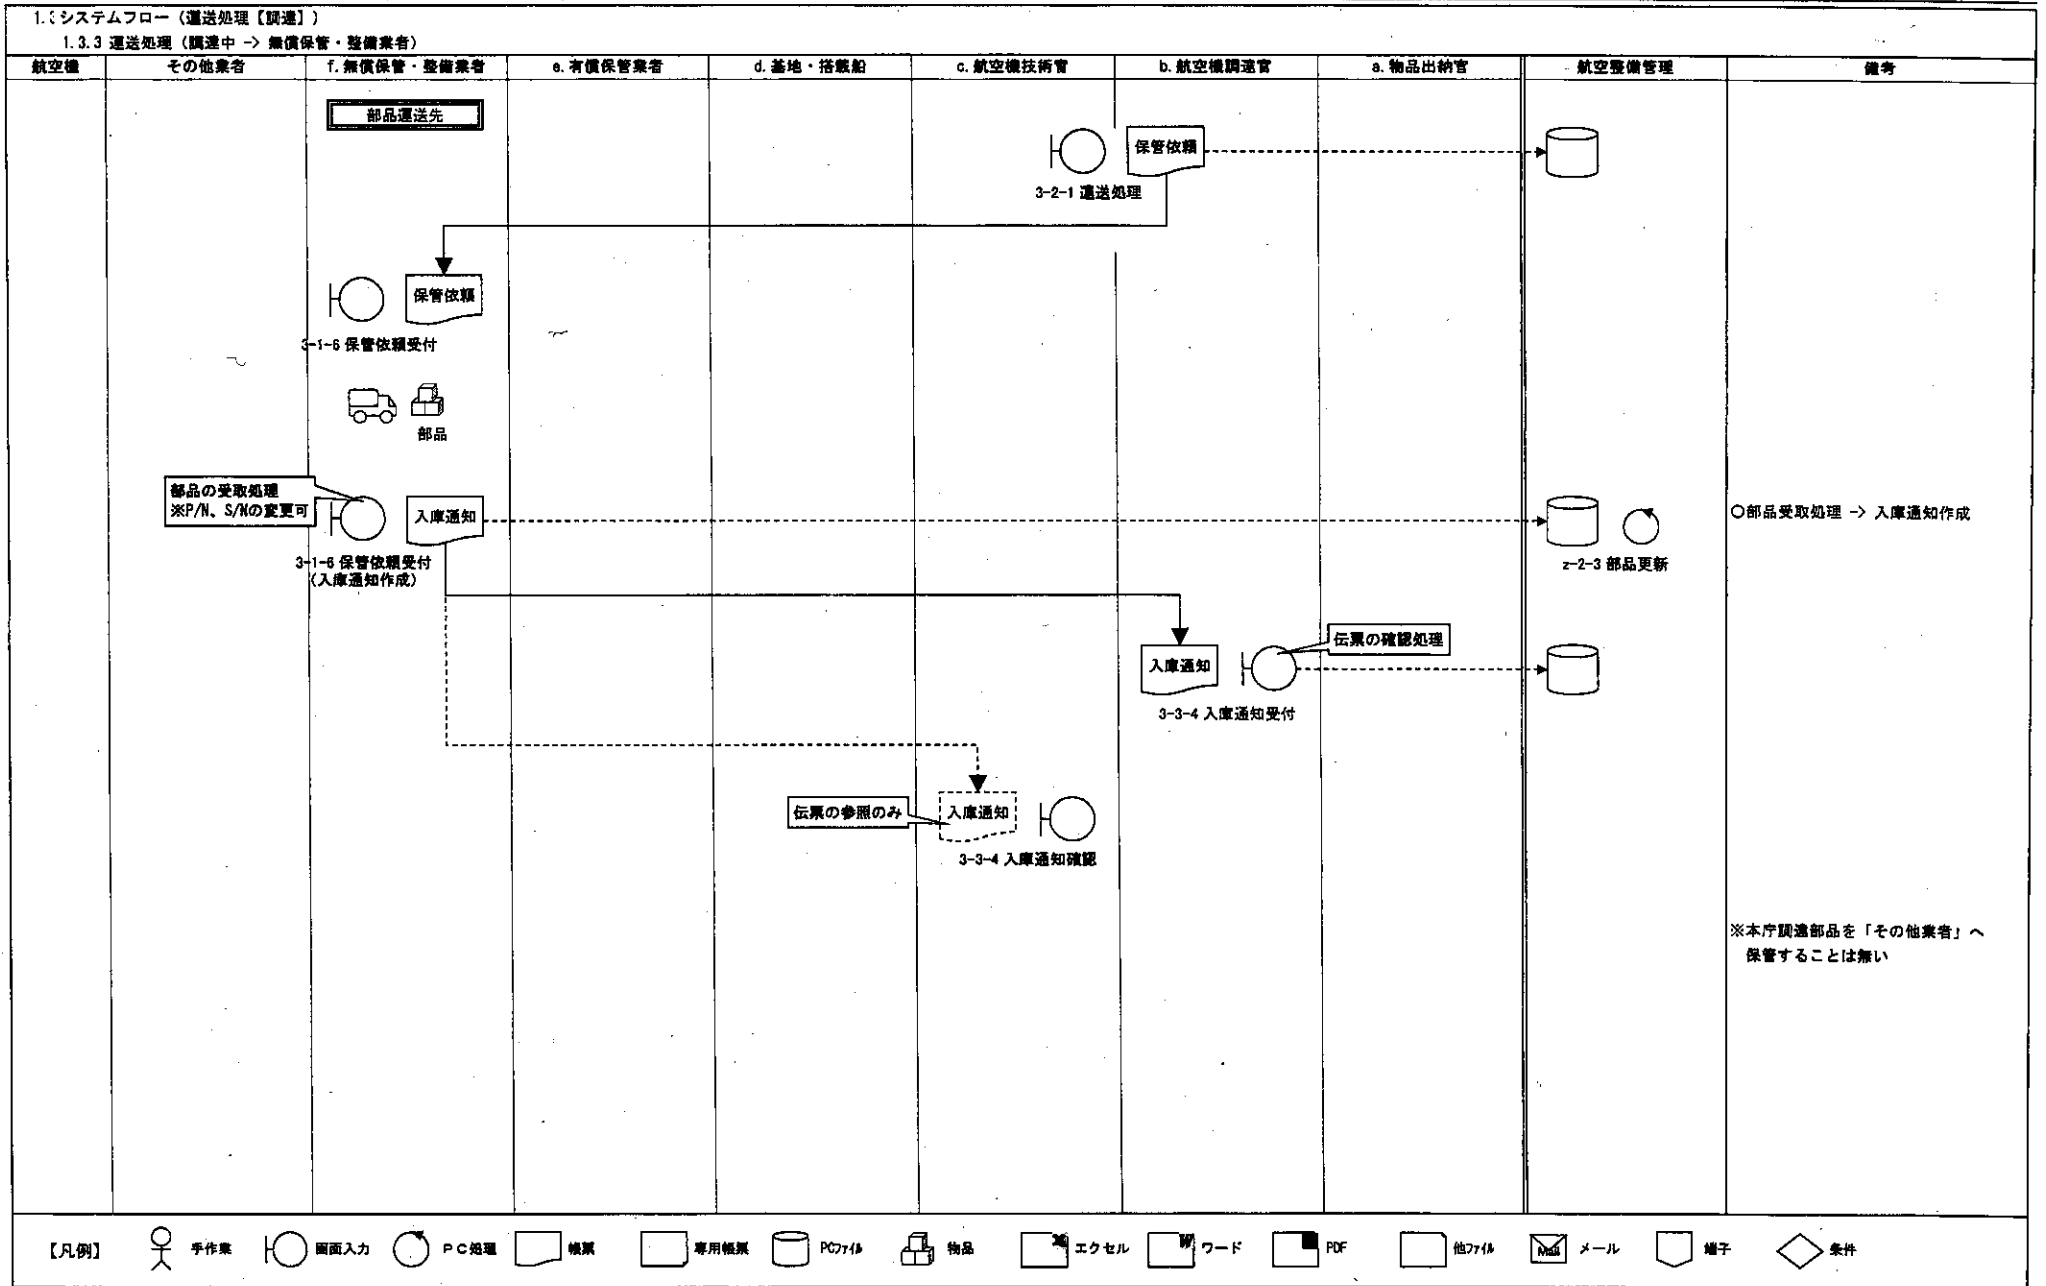 1.3システムフロー（運送処理【調達】）
1.3.3 運送処理（調達中 -> 無償保管・整備業者）
航空機
その他業者
f. 無償保管・整備業者
e. 有償保管業者
d. 基地・搭載船
c. 航空機技術官
b. 航空機調達官
a. 物品出納官
航空整備管理
備考
部品運送先
保管依頼
3-2-1 運送処理
保管依頼
3-1-6 保管依頼受付
部品
部品の受取処理
※P/N、S/Nの変更可
入庫通知
3-1-6 保管依頼受付
（入庫通知作成）
z-2-3 部品更新
○部品受取処理 -> 入庫通知作成
入庫通知
伝票の確認処理
3-3-4 入庫通知受付
伝票の参照のみ
入庫通知
3-3-4 入庫通知確認
※本庁調達部品を「その他業者」へ
保管することは無い
【凡例】
手作業
画面入力
ＰＣ処理
帳票
専用帳票
PCﾌｧｲﾙ
物品
エクセル
W
ワード
PDF
他ﾌｧｲﾙ
Mail
メール
端子
条件